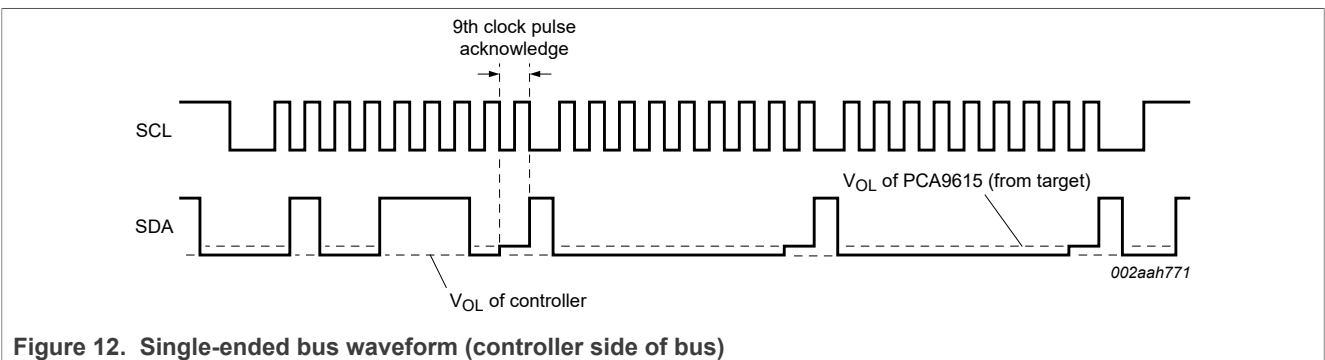 9th clock pulse
acknowledge
SCL
VOL of PCA9615 (from target)
SDA
002aah771
VOL of controller
Figure 12. Single-ended bus waveform (controller side of bus)